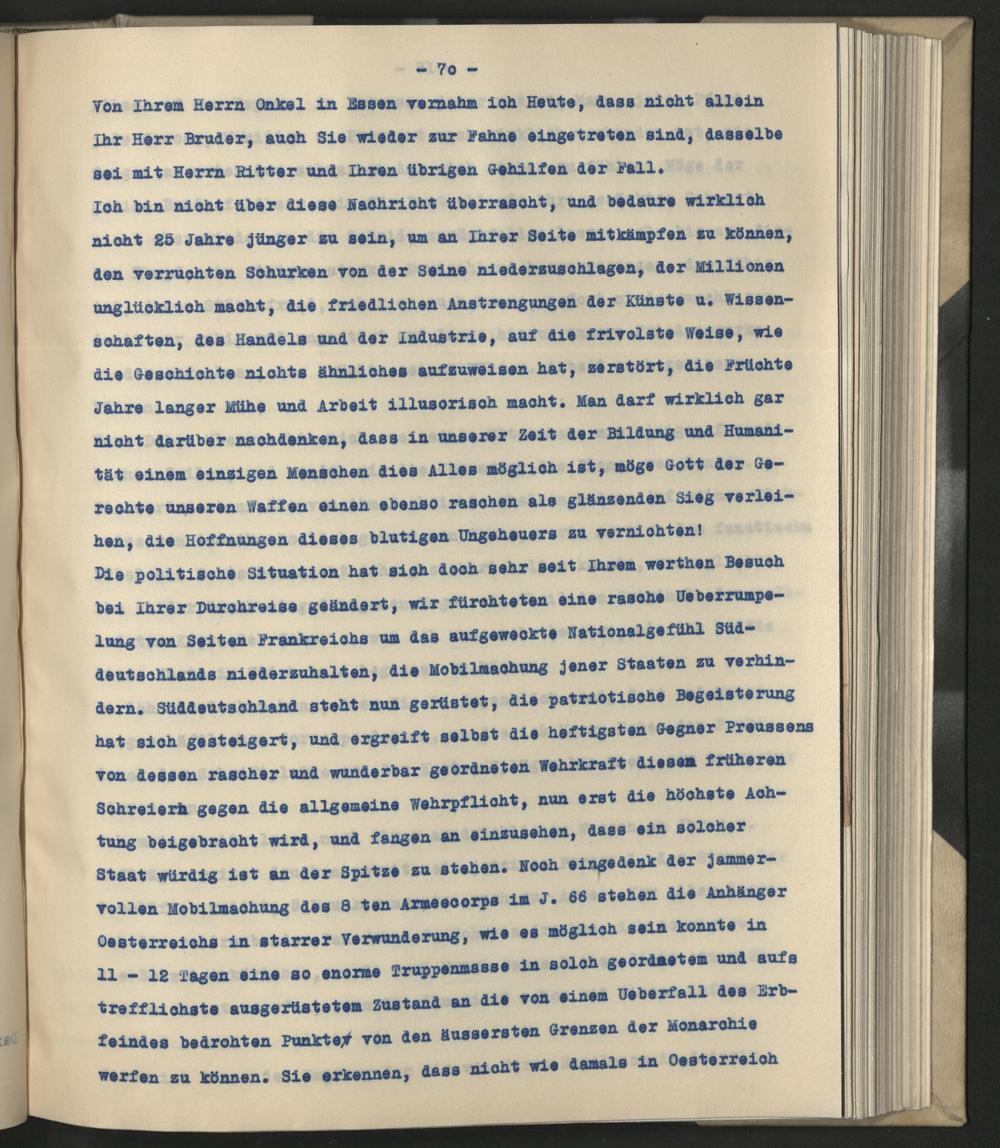 - 7o -
Von Ihrem Herrn Onkel in Essen vernahm ich Heute, dass nicht allein
Ihr Herr Bruder, auch Sie wieder zur Fahne eingetreten sind, dasselbe
sei mit Herrn Ritter und Ihren übrigen Gehilfen der Fall.
Ich bin nicht über diese Nachricht überrascht, und bedaure wirklich
nicht 25 Jahre jünger zu sein, um an Ihrer Seite mitkämpfen zu können,
den verruchten Schurken von der Seine niederzuschlagen, der Millionen
unglücklich macht, die friedlichen Anstrengungen der Künste u. Wissen-
schaften, des Handels und der Industrie, auf die frivolste Weise, wie
die Geschichte nichts ähnliches aufzuweisen hat, zerstört, die Früchte
Jahre langer Mühe und Arbeit illusorisch macht. Man darf wirklich gar
nicht darüber nachdenken, dass in unserer Zeit der Bildung und Humani-
tät einem einzigen Menschen dies Alles möglich ist, möge Gott der Ge-
rechte unseren Waffen einen ebenso raschen als glänzenden Sieg verlei-
hen, die Hoffnungen dieses blutigen Ungeheuers zu vernichten!
Die politische Situation hat sich doch sehr seit Ihrem werthen Besuch
bei Ihrer Durchreise geändert, wir fürchteten eine rasche Ueberrumpe-
lung von Seiten Frankreichs um das aufgeweckte Nationalgefühl Süd-
deutschlands niederzuhalten, die Mobilmachung jener Staaten zu verhin-
dern. Süddeutschland steht nun gerüstet, die patriotische Begeisterung
hat sich gesteigert, und ergreift selbst die heftigsten Gegner Preussens
von dessen rascher und wunderbar geordneten Wehrkraft diesem früheren
Schreiern gegen die allgemeine Wehrpflicht, nun erst die höchste Ach-
tung beigebracht wird, und fangen an einzusehen, dass ein solcher
Staat würdig ist an der Spitze zu stehen. Noch eingedenk der jammer-
vollen Mobilmachung des 8 ten Armeecorps im J. 66 stehen die Anhänger
Oesterreichs in starrer Verwunderung, wie es möglich sein konnte in
11 - 12 Tagen eine so enorme Truppenmasse in solch geordnetem und aufs
trefflichste ausgerüstetem Zustand an die von einem Ueberfall des Erb-
feindes bedrohten Punkte von den äussersten Grenzen der Monarchie
werfen zu können. Sie erkennen, dass nicht wie damals in Oesterreich